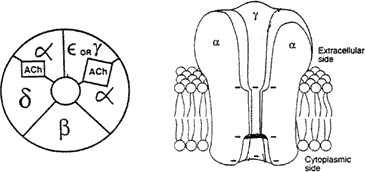 α
ϵ OR γ
ACh
ACh
α
δ
β
γ
α
α
Extracellular
side
Cytoplasmic
side